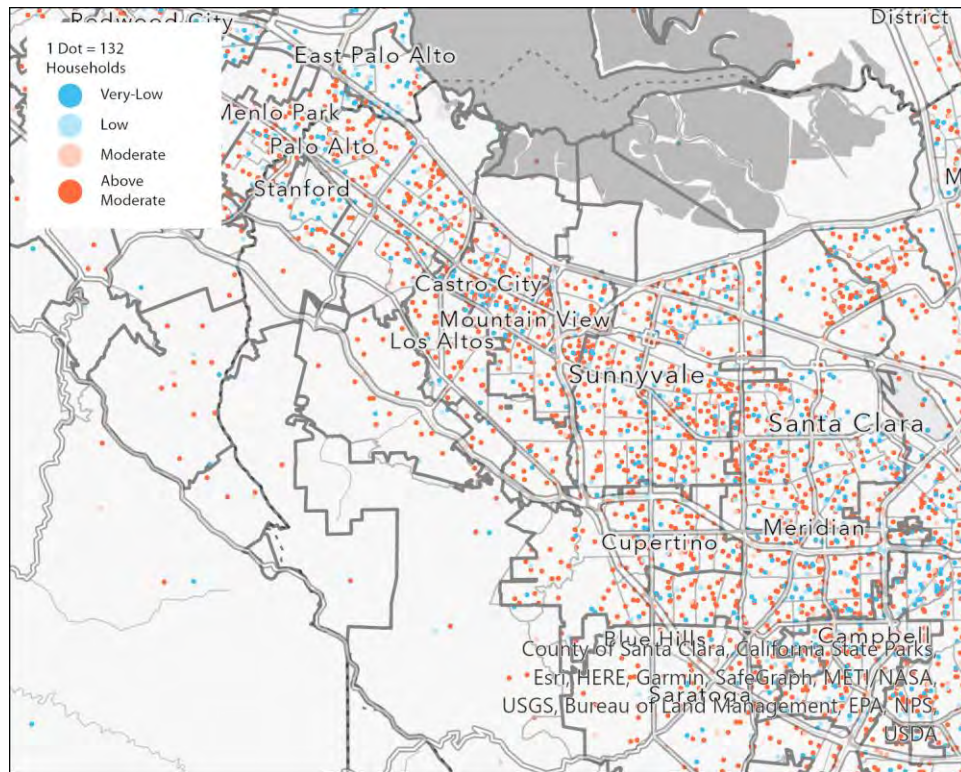 Redwood City
District
1 Dot = 132
Households
Very-Low
Low
Moderate
Above
Moderate
East Palo Alto
Menlo Park
Palo Alto
Stanford
M
Castro City
Mountain View
Los Altos
Sunnyvale
Santa Clara
Meridian
Cupertino
Blue Hills
Campbell
County of Santa Clara, California State Parks,
Esri, HERE, Garmin, SafeGraph, METI/NASA,
Saratoga
USGS, Bureau of Land Management, EPA, NPS,
USDA